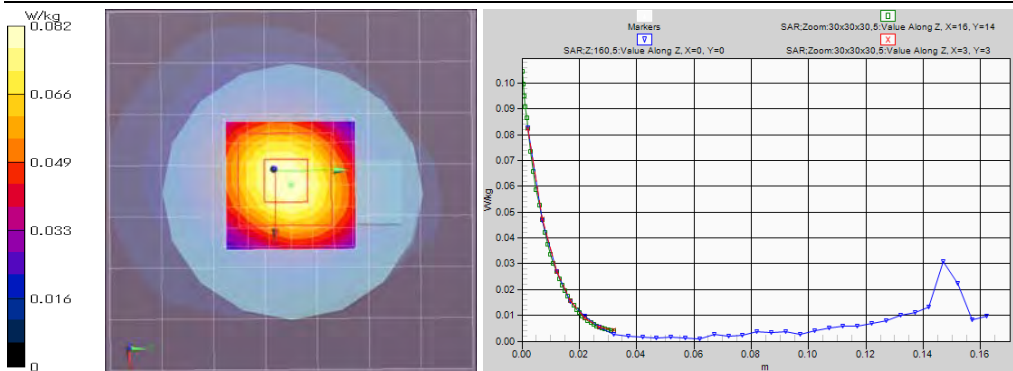 W/kg
0.082
0.066
0.049
0.033
0.016
0
Markers
SAR;Zoom:30x30x30,5:Value Along Z, X=16, Y=14
SAR;Z;160,5:Value Along Z, X=0, Y=0
SAR;Zoom:30x30x30,5:Value Along Z, X=3, Y=3
0.10
0.09
0.08
0.07
0.06
0.05
0.04
0.03
0.02
0.01
0.00
W/kg
0.00 0.02 0.04 0.06 0.08 0.10 0.12 0.14 0.16
m